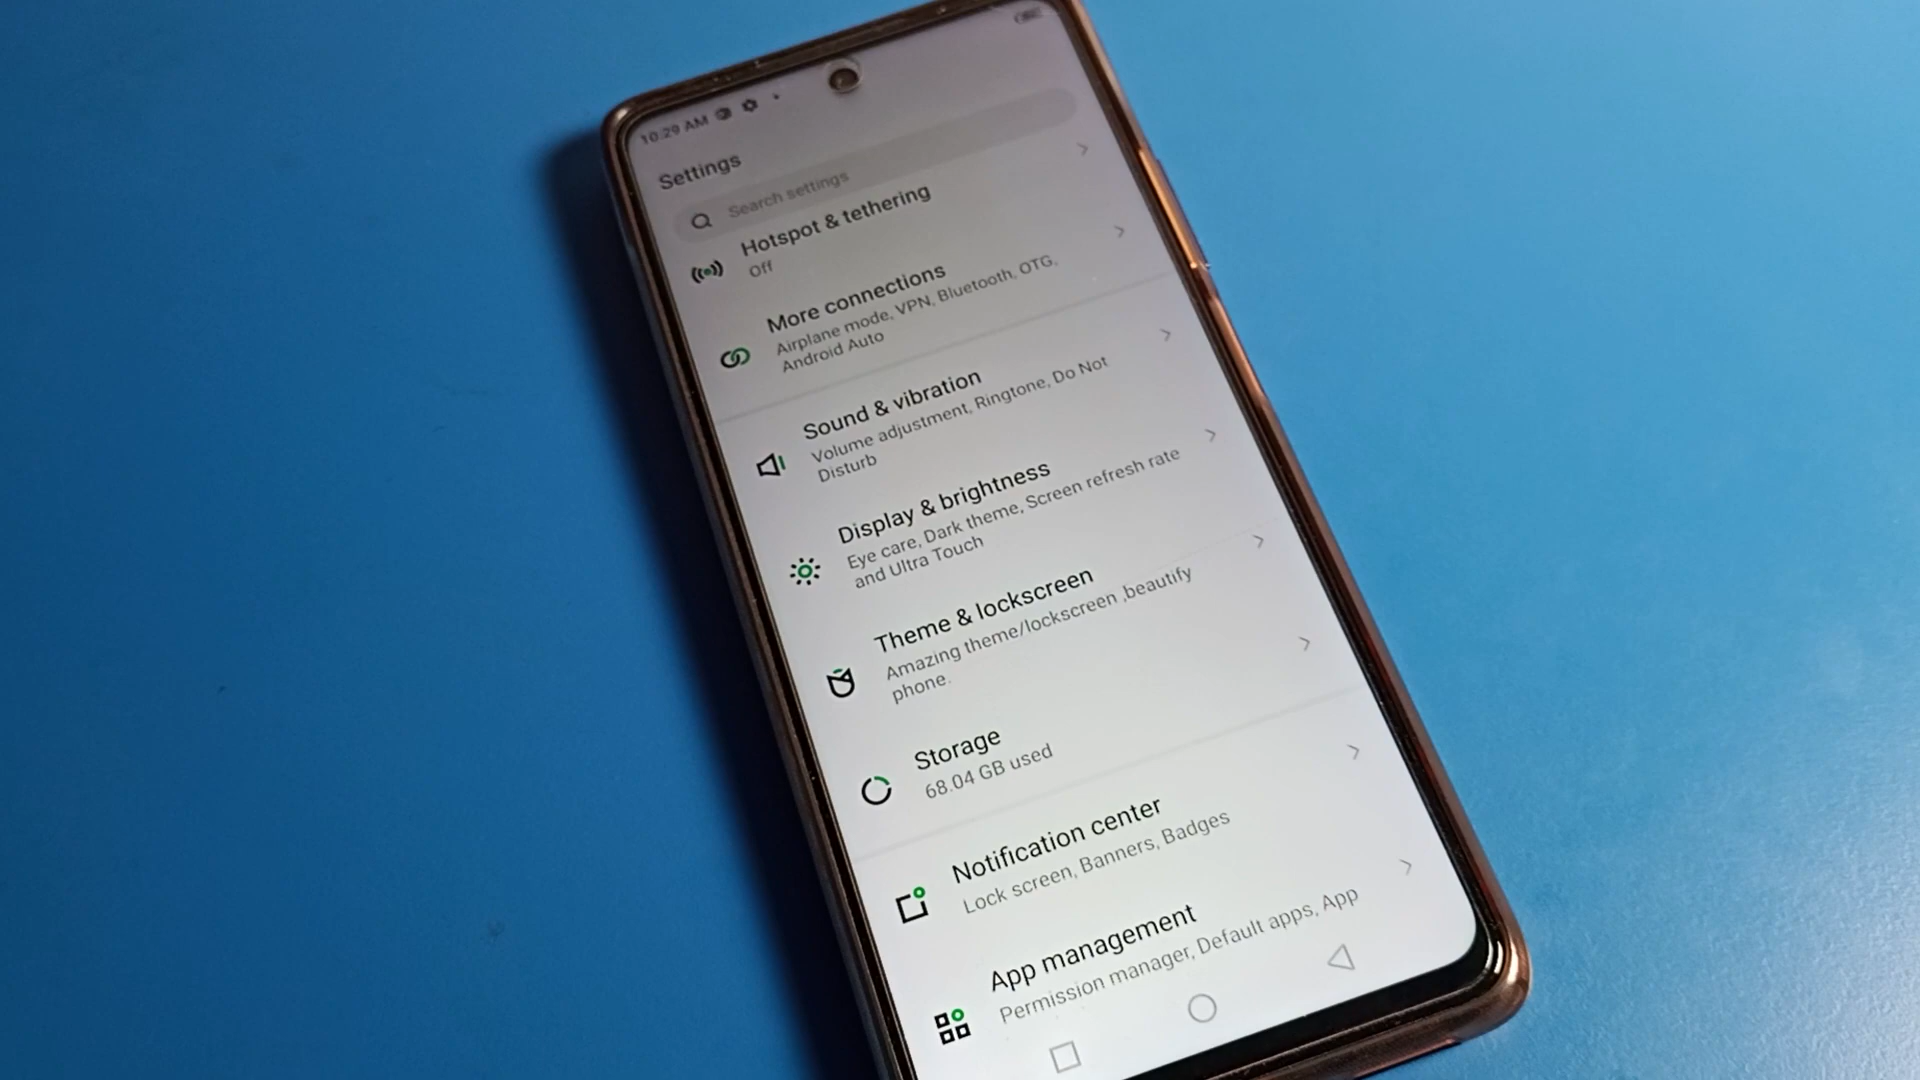 10:29 AM
Settings
Search settings
Hotspot & tethering
Off
More connections
Airplane mode, VPN, Bluetooth, OTG,
Android Auto
Sound & vibration
Volume adjustment, Ringtone, Do Not
Disturb
Display & brightness
Eye care, Dark theme, Screen refresh rate
and Ultra Touch
Theme & lockscreen
Amazing theme/lockscreen ,beautify
phone.
Storage
68.04 GB used
Notification center
Lock screen, Banners, Badges
App management
Permission manager, Default apps, App